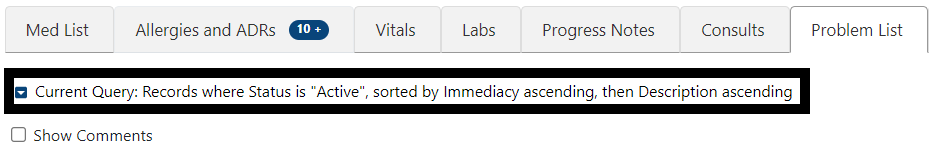 Med List Allergies and ADRs 10 + Vitals Labs Progress Notes Consults Problem List
Current Query: Records where Status is "Active", sorted by Immediacy ascending, then Description ascending
Show Comments